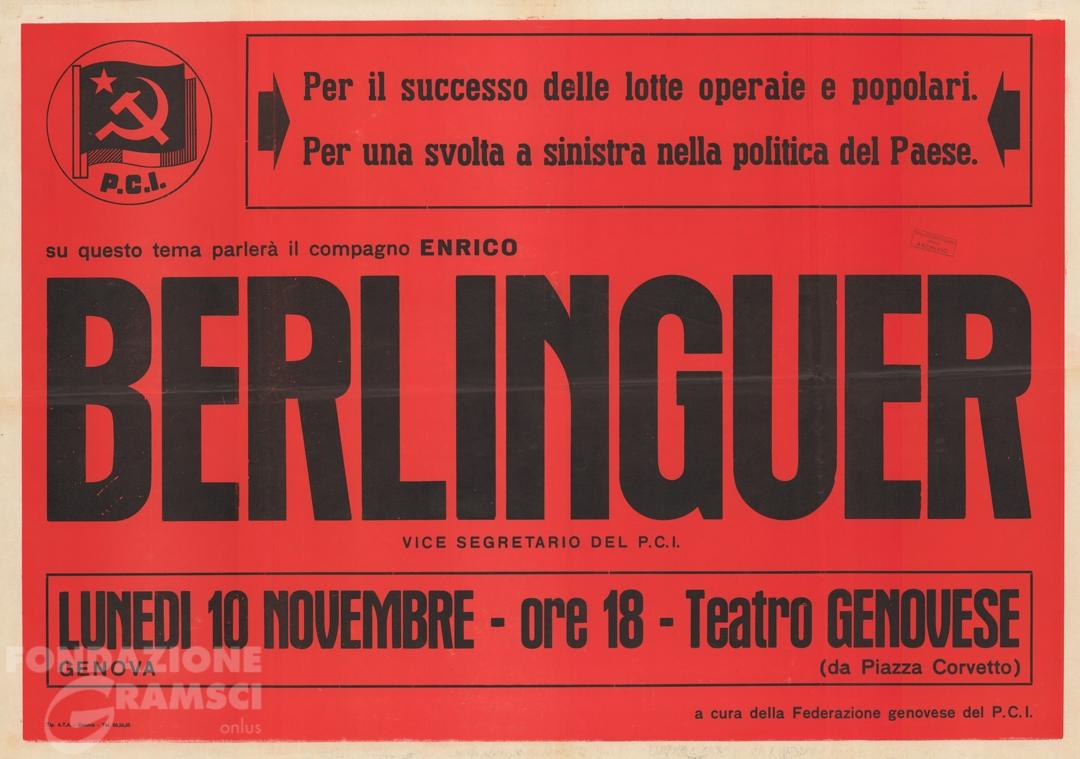 P.C.I.
Per il successo delle lotte operaie e popolari.
Per una svolta a sinistra nella politica del Paese.
su questo tema parlerà il compagno ENRICO
BERLINGUER
VICE SEGRETARIO DEL P.C.I.
LUNEDI 10 NOVEMBRE - ore 18 - Teatro GENOVESE
GENOVA (da Piazza Corvetto)
a cura della Federazione genovese del P.C.I.
FONDAZIONE
GRAMSCI
onlus